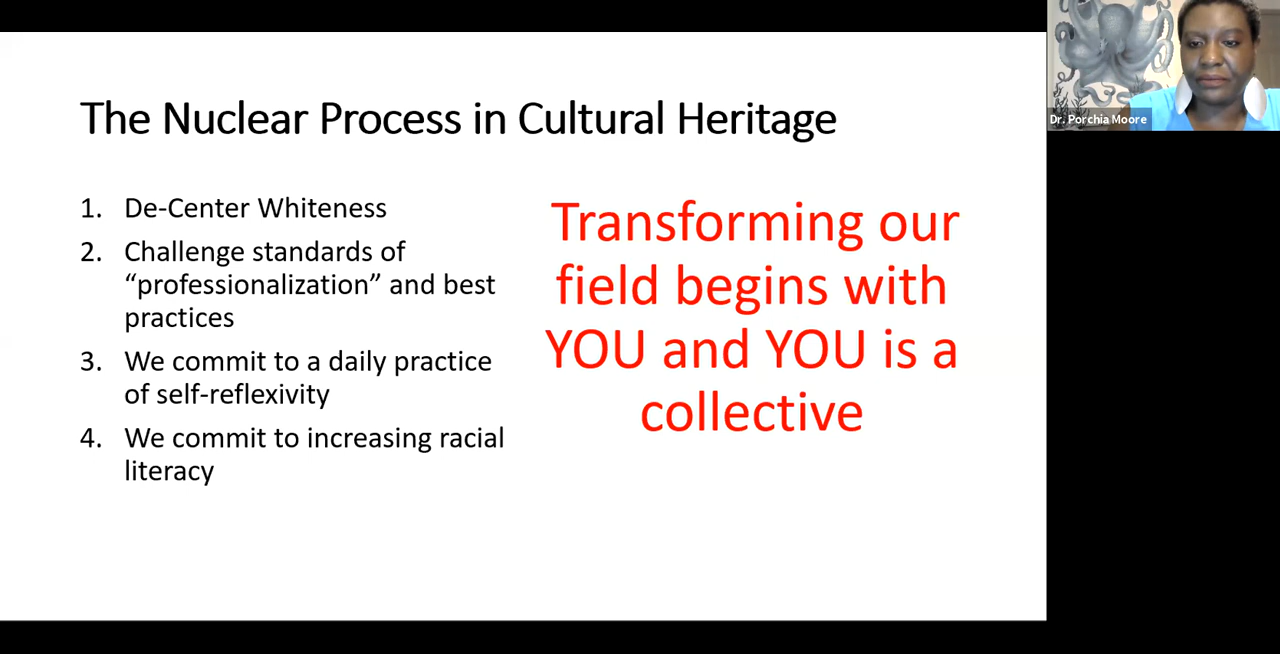 The Nuclear Process in Cultural Heritage
1. De-Center Whiteness
2. Challenge standards of
“professionalization” and best
practices
3. We commit to a daily practice
of self-reflexivity
4. We commit to increasing racial
literacy
Transforming our
field begins with
YOU and YOU is a
collective
Dr. Porchia Moore